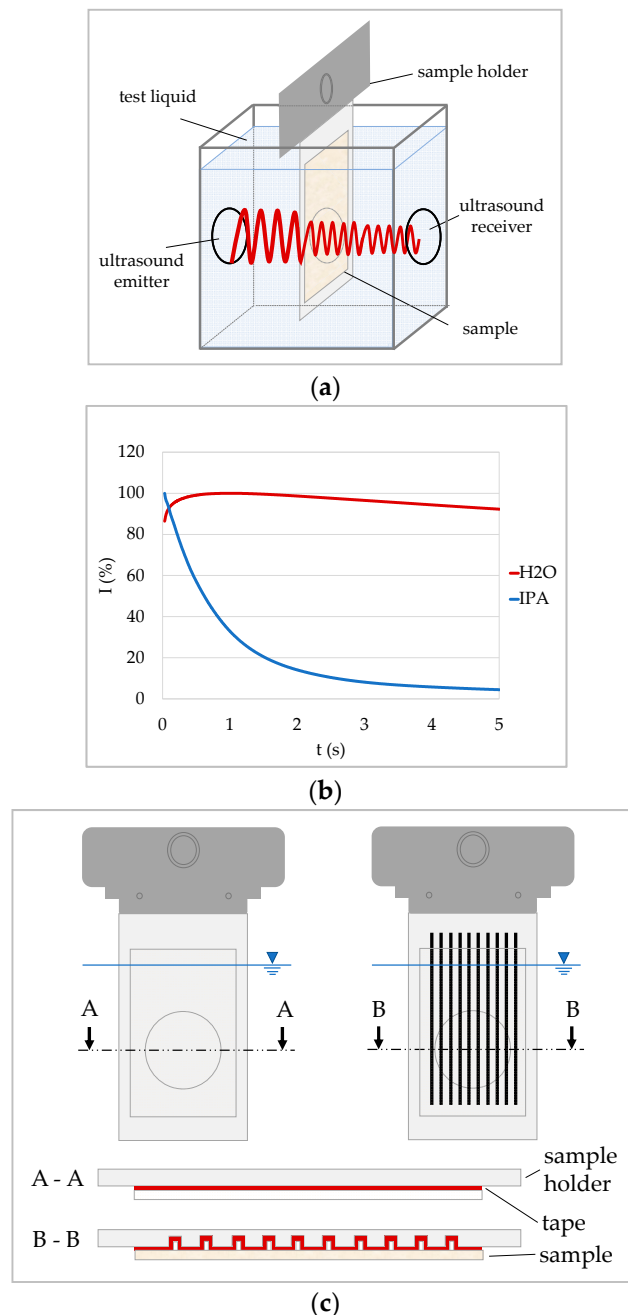 (a)
sample holder
test liquid
ultrasound
receiver
ultrasound
emitter
sample
(b)
120
100
80
60
40
20
0
I (%)
0 1 2 3 4 5
t (s)
H2O
IPA
(c)
A A
B B
A - A
sample
holder
tape
B - B
sample